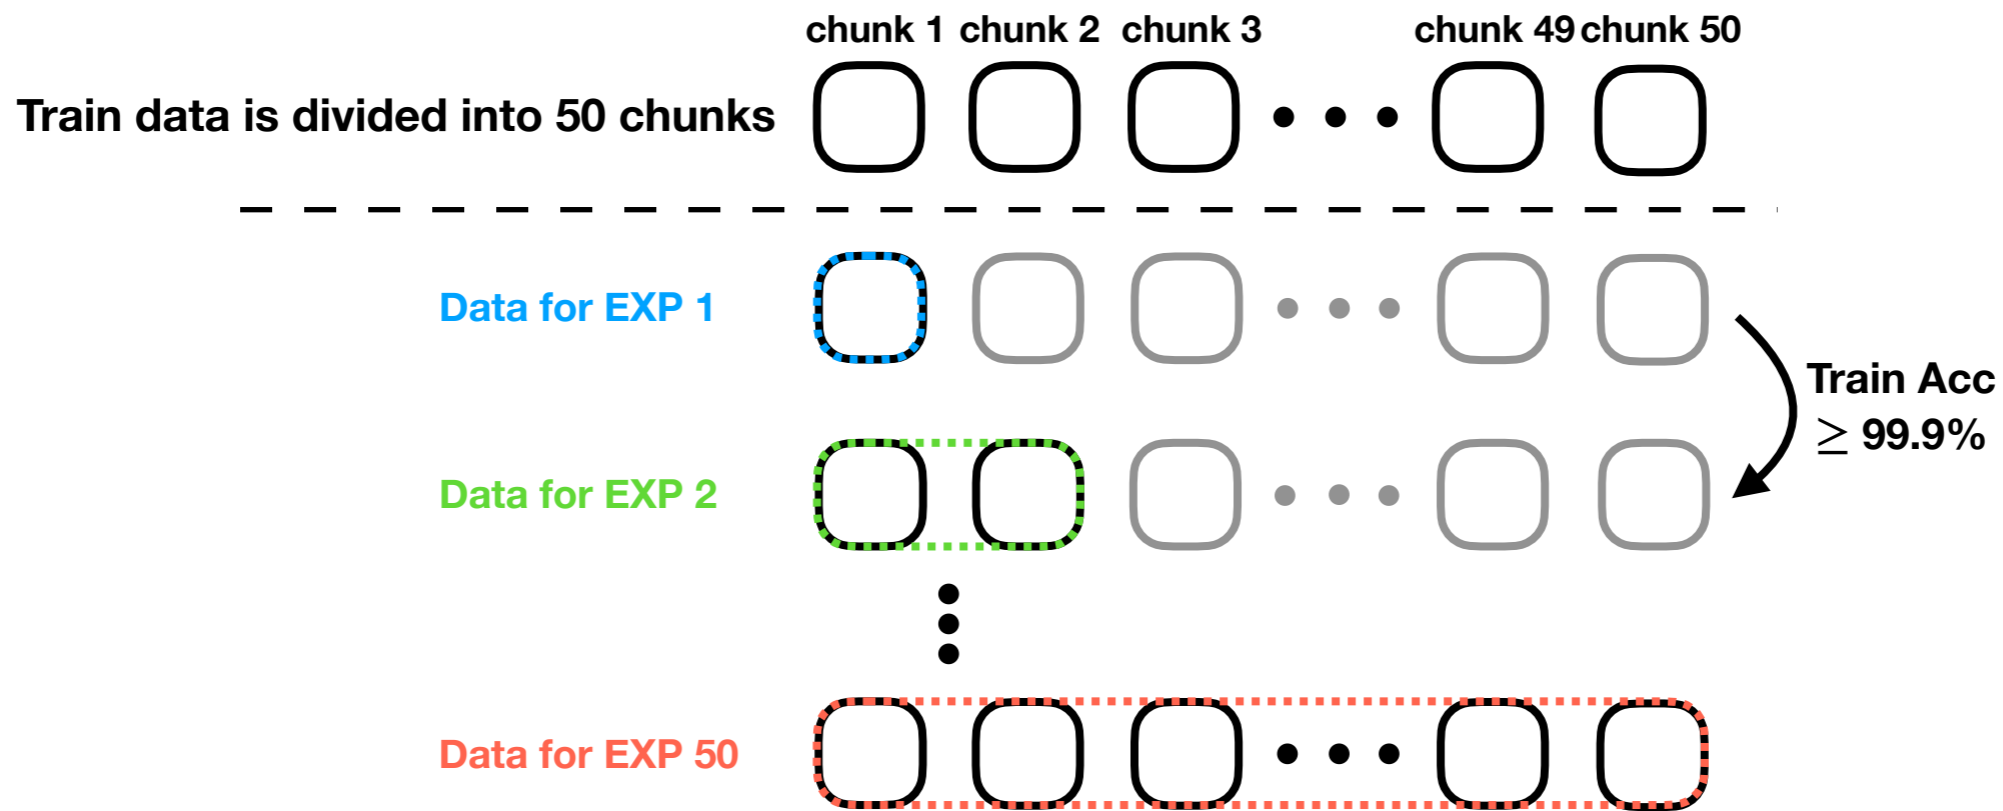 chunk 1 chunk 2 chunk 3 chunk 49 chunk 50
Train data is divided into 50 chunks
Data for EXP 1
Train Acc
≥ 99.9%
Data for EXP 2
Data for EXP 50